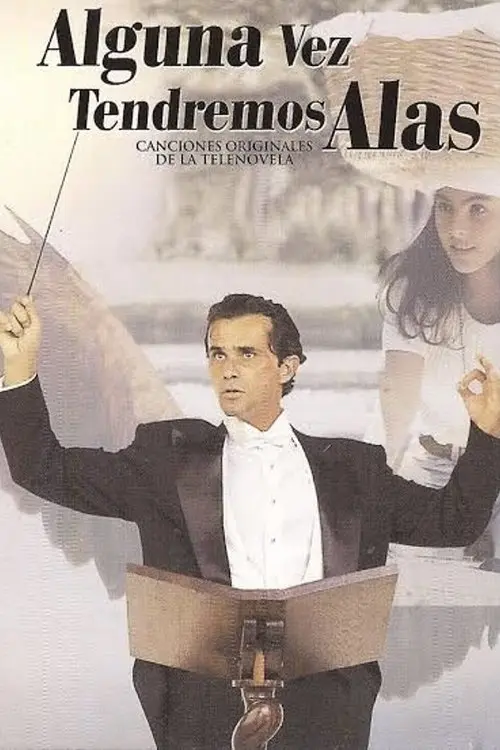 Alguna Vez
Tendremos Alas
CANCIONES ORIGINALES
DE LA TELENOVELA